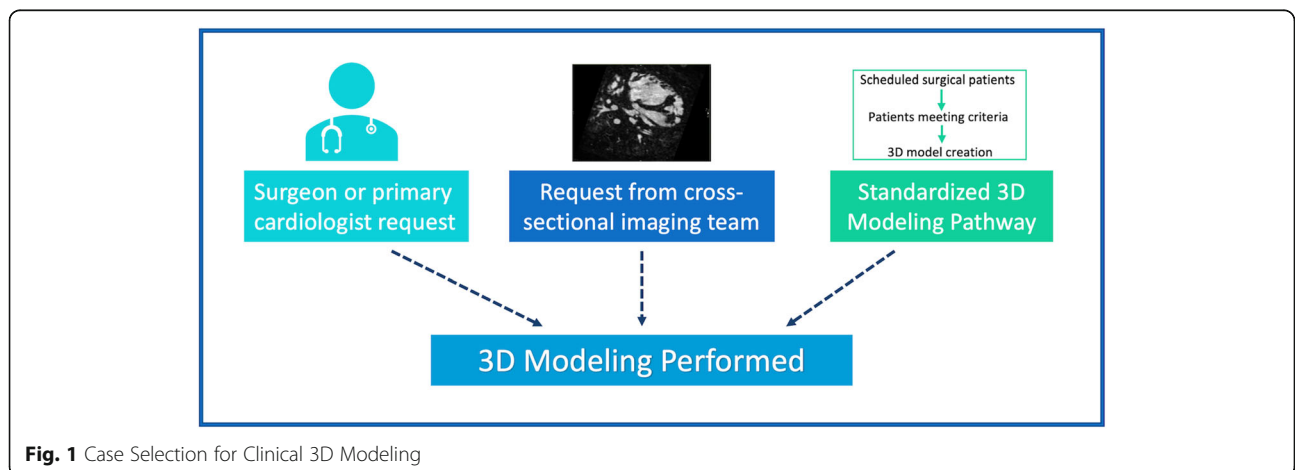 Scheduled surgical patients
Patients meeting criteria
3D model creation
Surgeon or primary
cardiologist request
Request from cross-
sectional imaging team
Standardized 3D
Modeling Pathway
3D Modeling Performed
Fig. 1 Case Selection for Clinical 3D Modeling